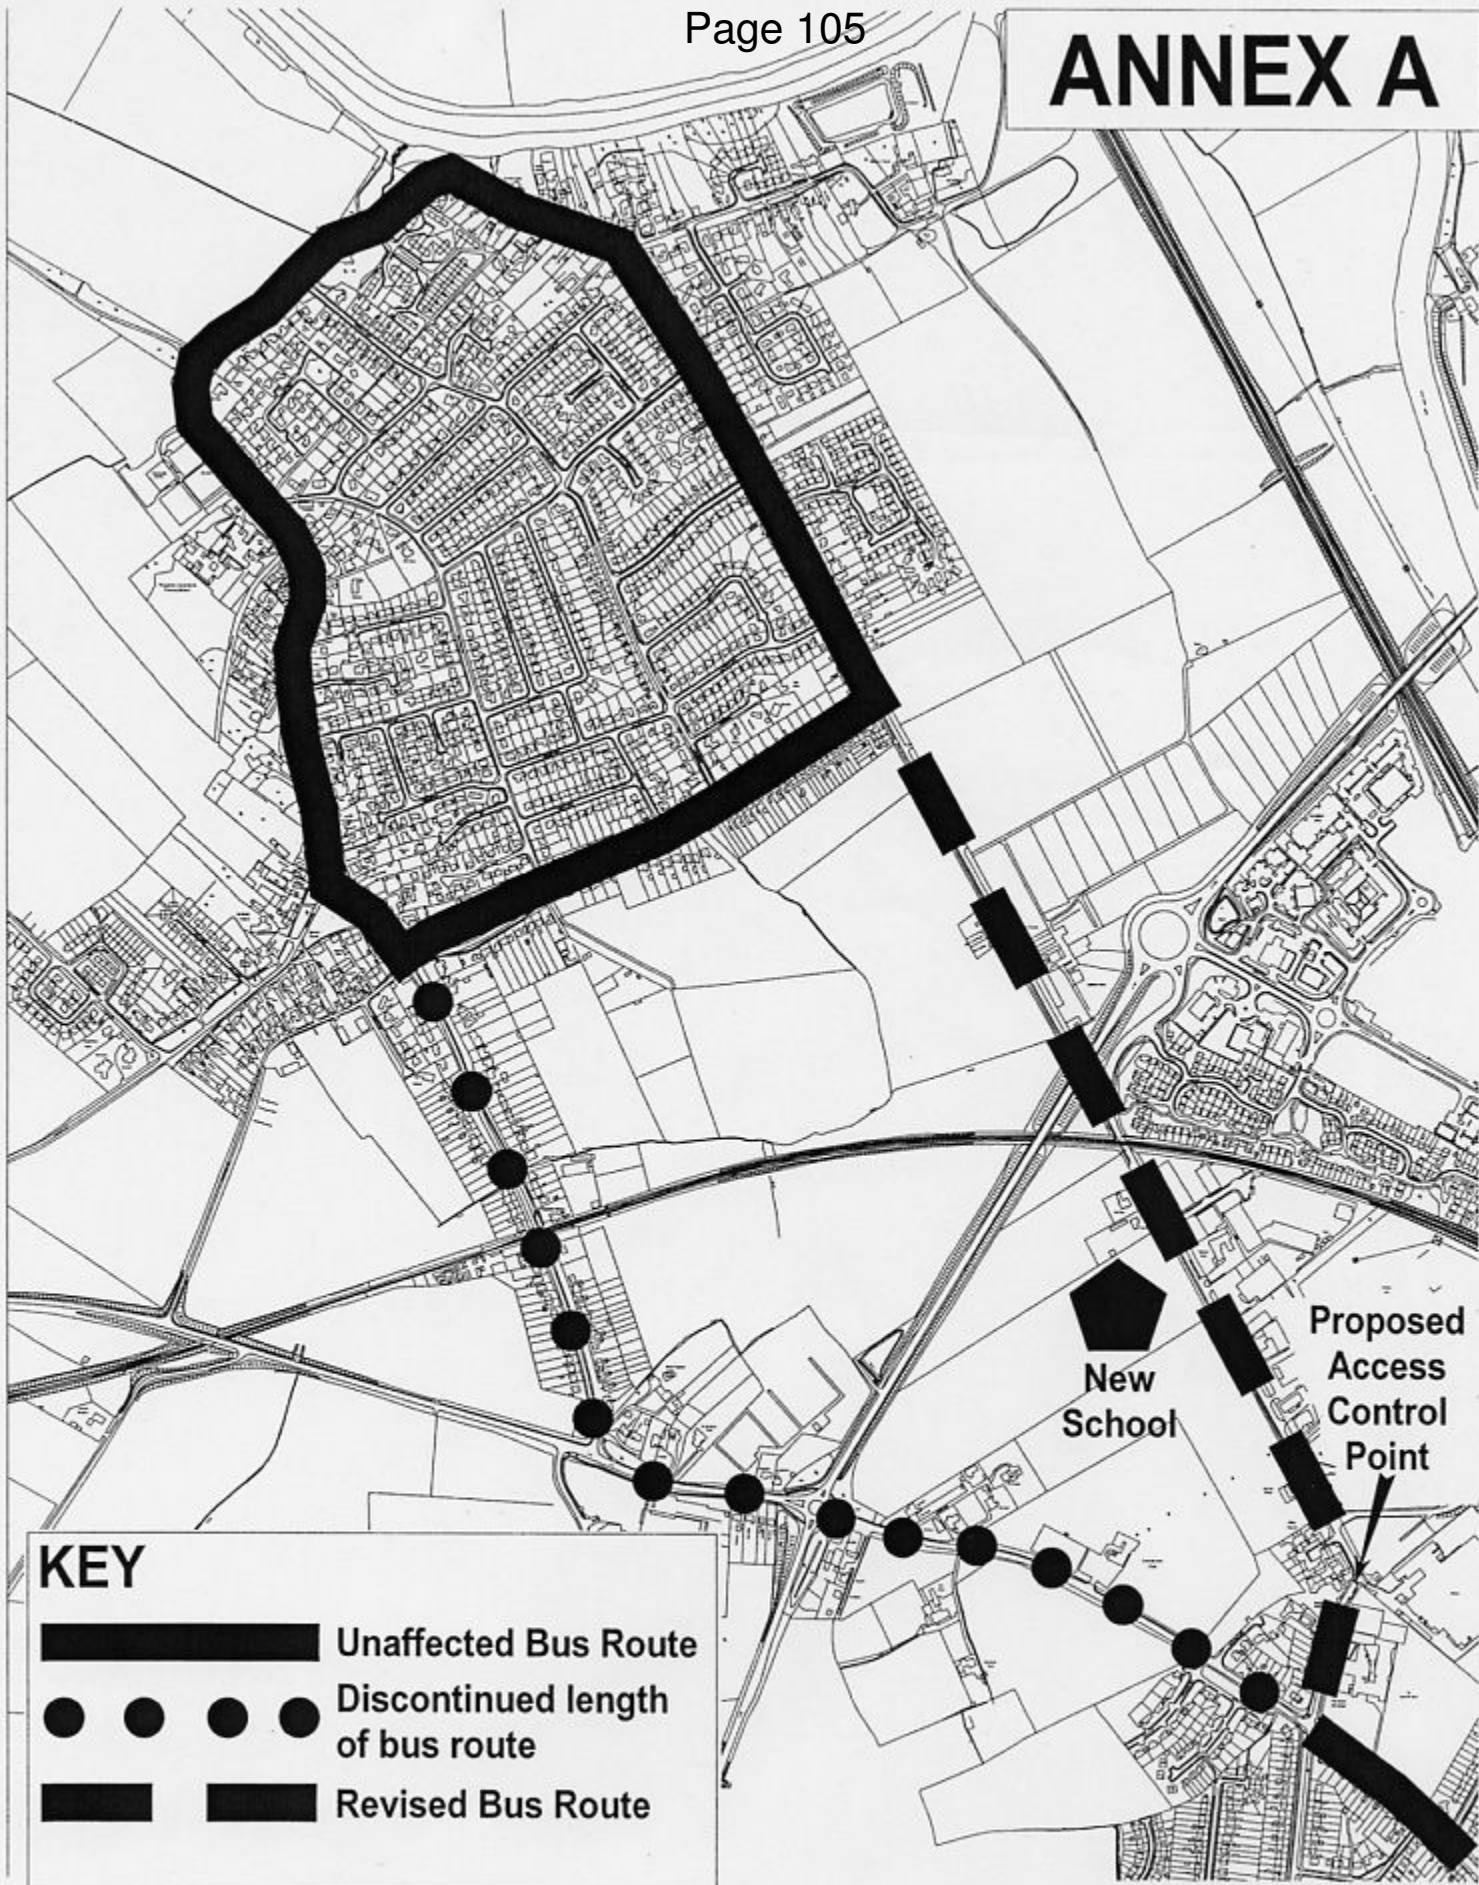 Page 105
ANNEX A
New
School
Proposed
Access
Control
Point
KEY
Unaffected Bus Route
Discontinued length
of bus route
Revised Bus Route